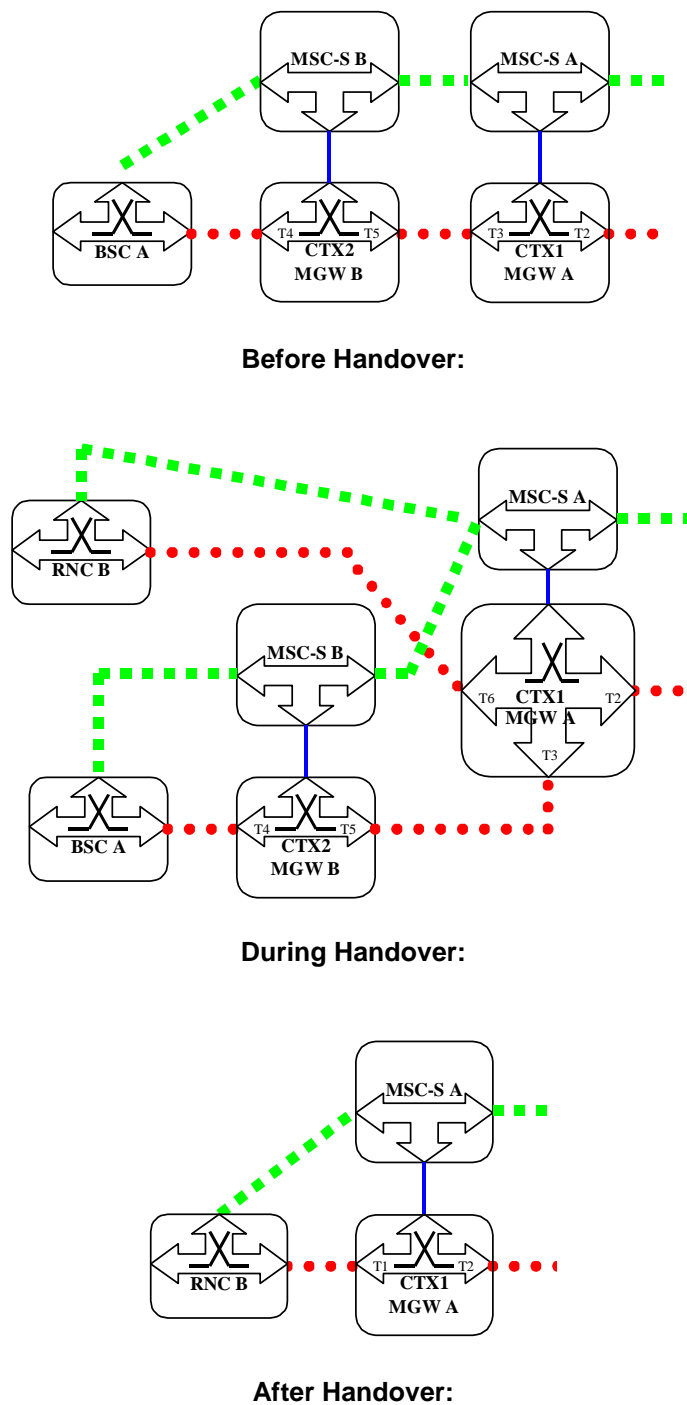 MSC-S B
MSC-S A
T4
T5
T3
T2
BSC A
CTX2
MGW B
CTX1
MGW A
Before Handover:
MSC-S A
RNC B
MSC-S B
T6
CTX1
T2
MGW A
T3
T4
T5
BSC A
CTX2
MGW B
During Handover:
MSC-S A
T1
T2
RNC B
CTX1
MGW A
After Handover: